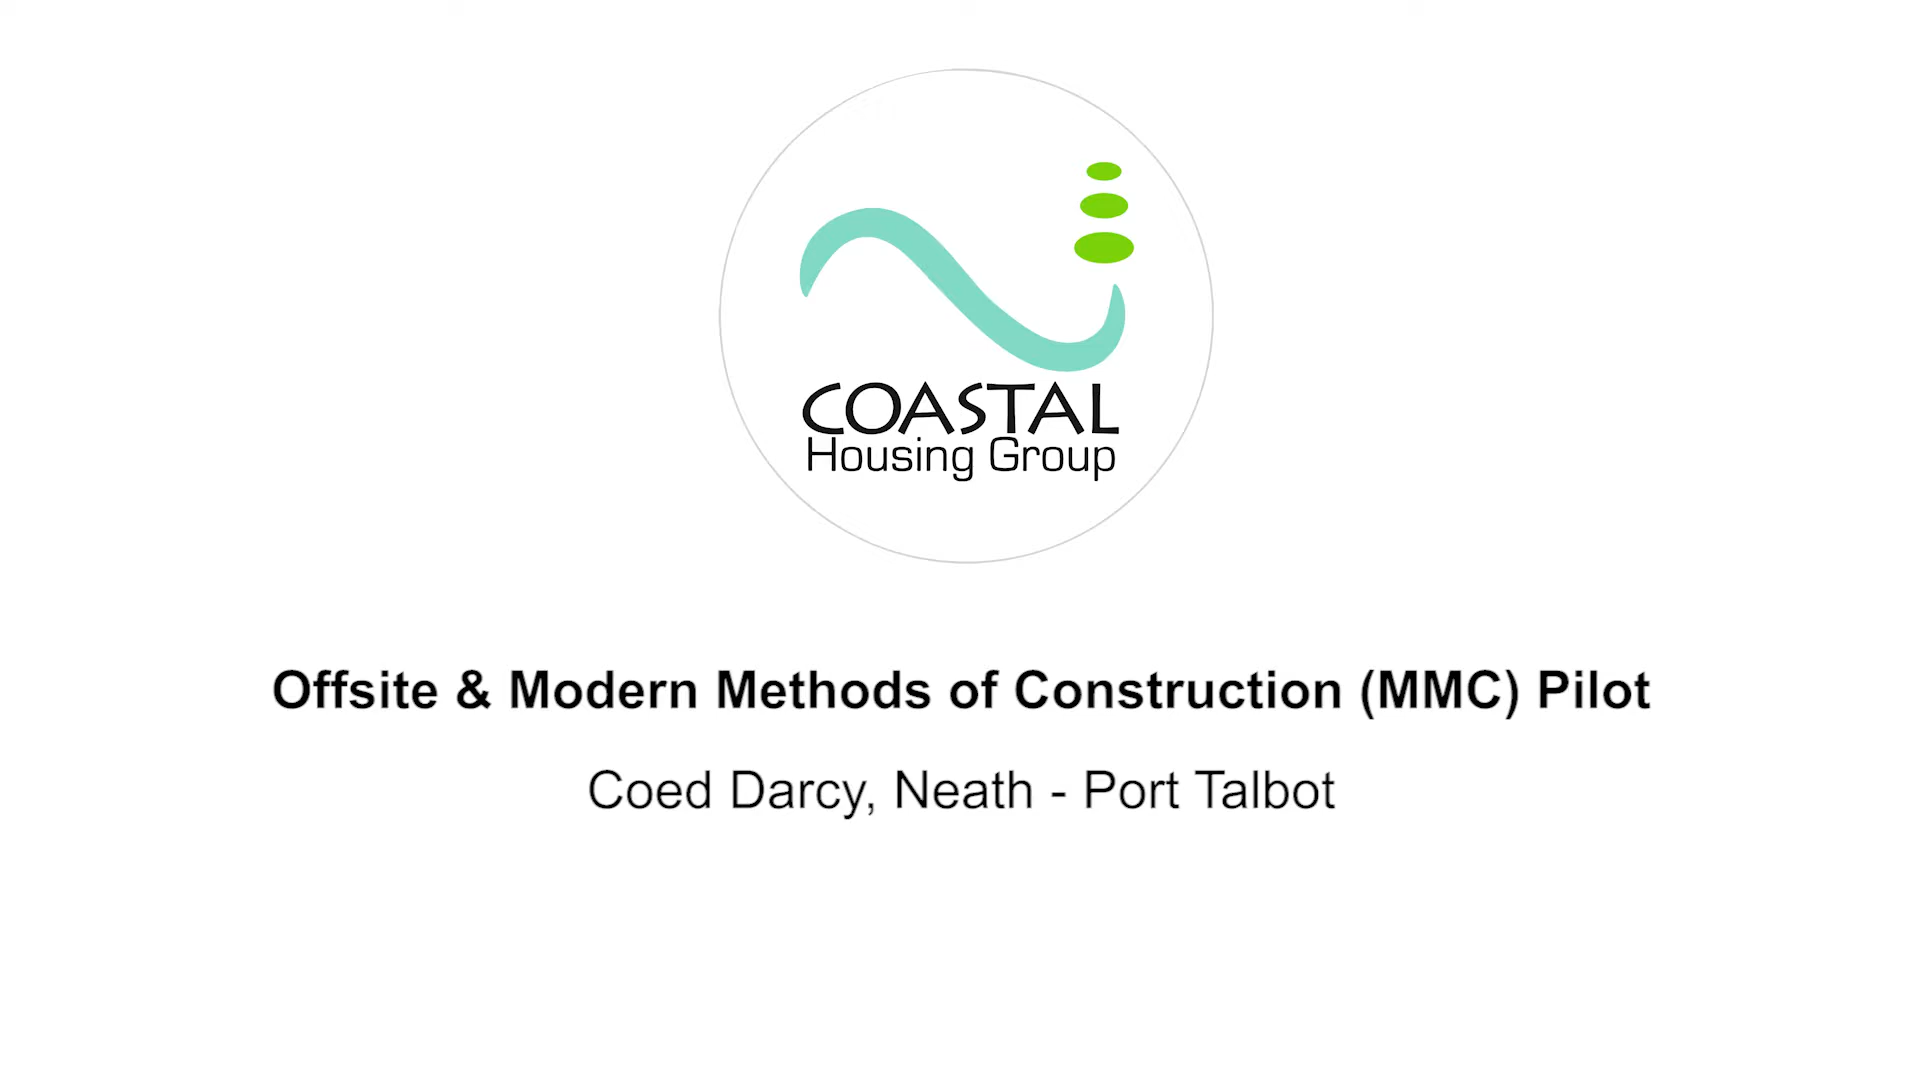 COASTAL
Housing Group
Offsite & Modern Methods of Construction (MMC) Pilot
Coed Darcy, Neath - Port Talbot